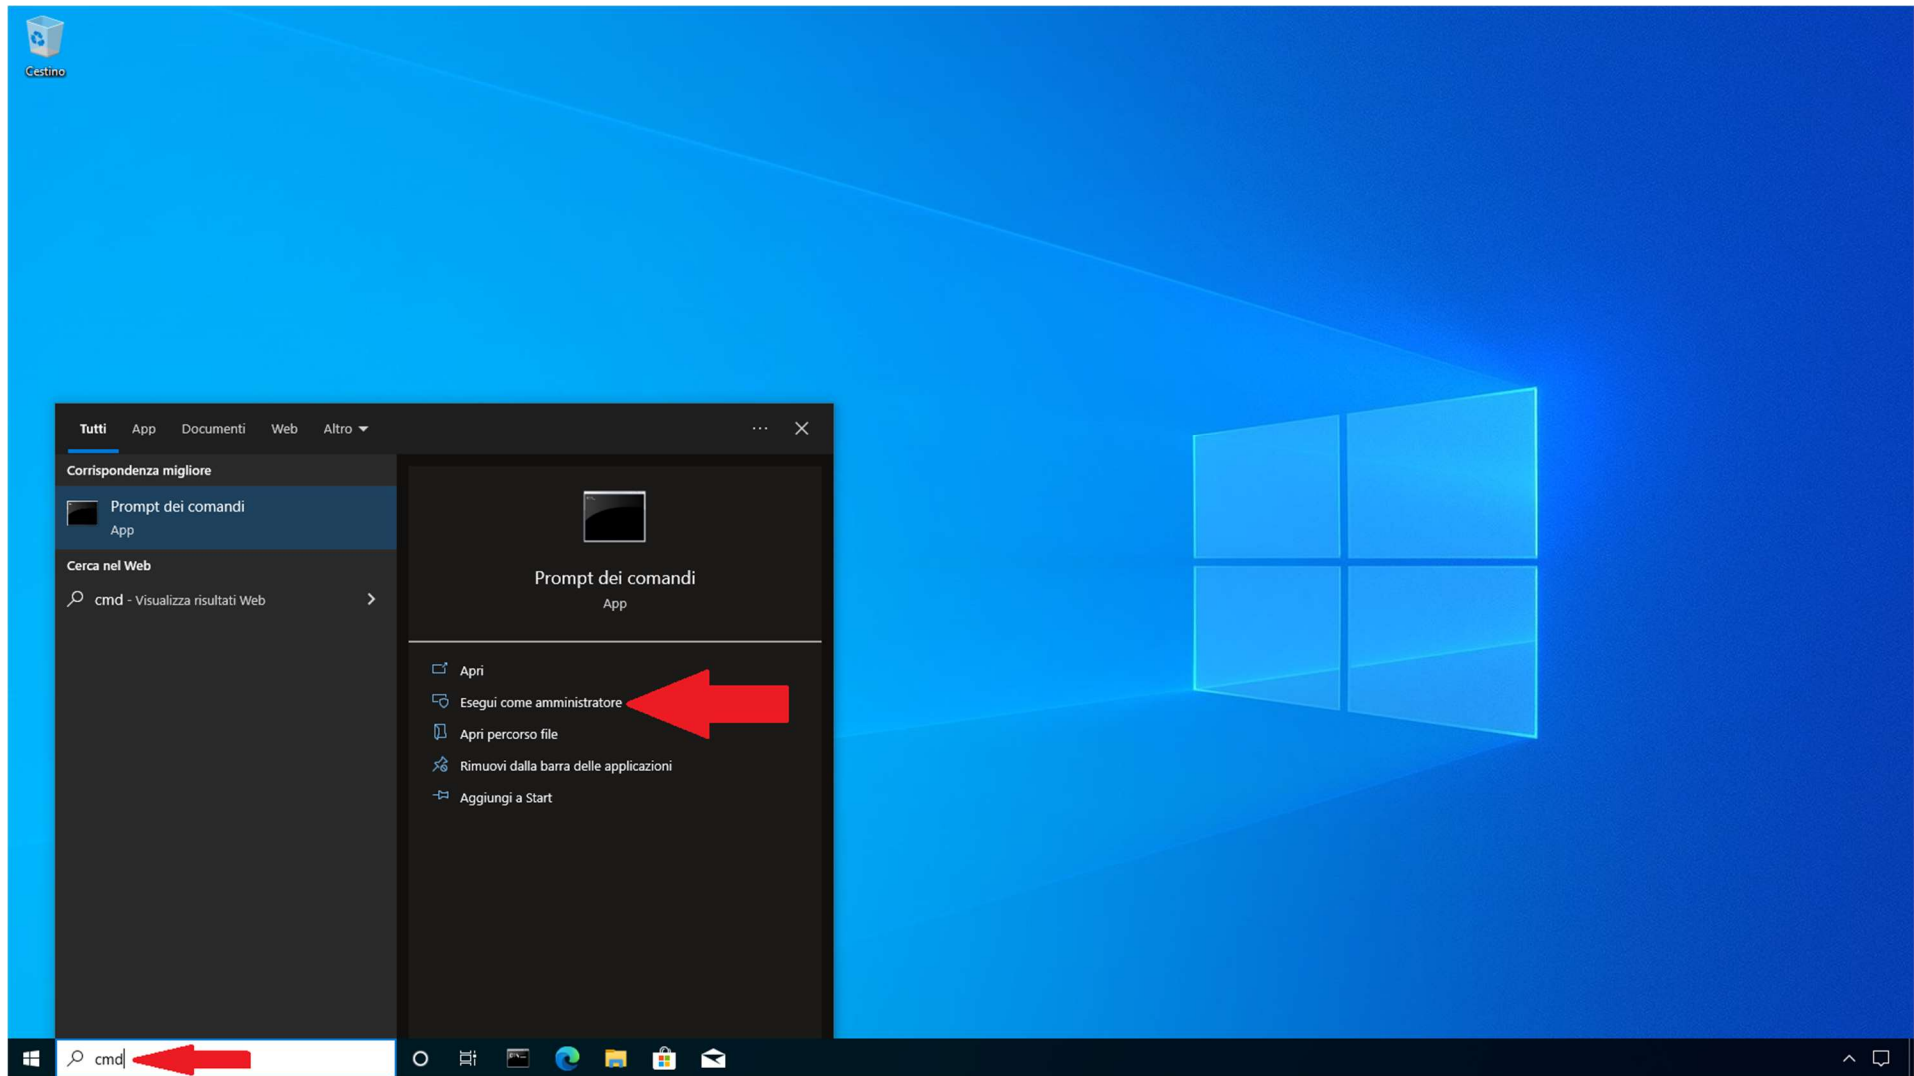 Cestino
Tutti App Documenti Web Altro
Corrispondenza migliore
Prompt dei comandi
App
Cerca nel Web
cmd - Visualizza risultati Web
Prompt dei comandi
App
Apri
Esegui come amministratore
Apri percorso file
Rimuovi dalla barra delle applicazioni
Aggiungi a Start
cmd